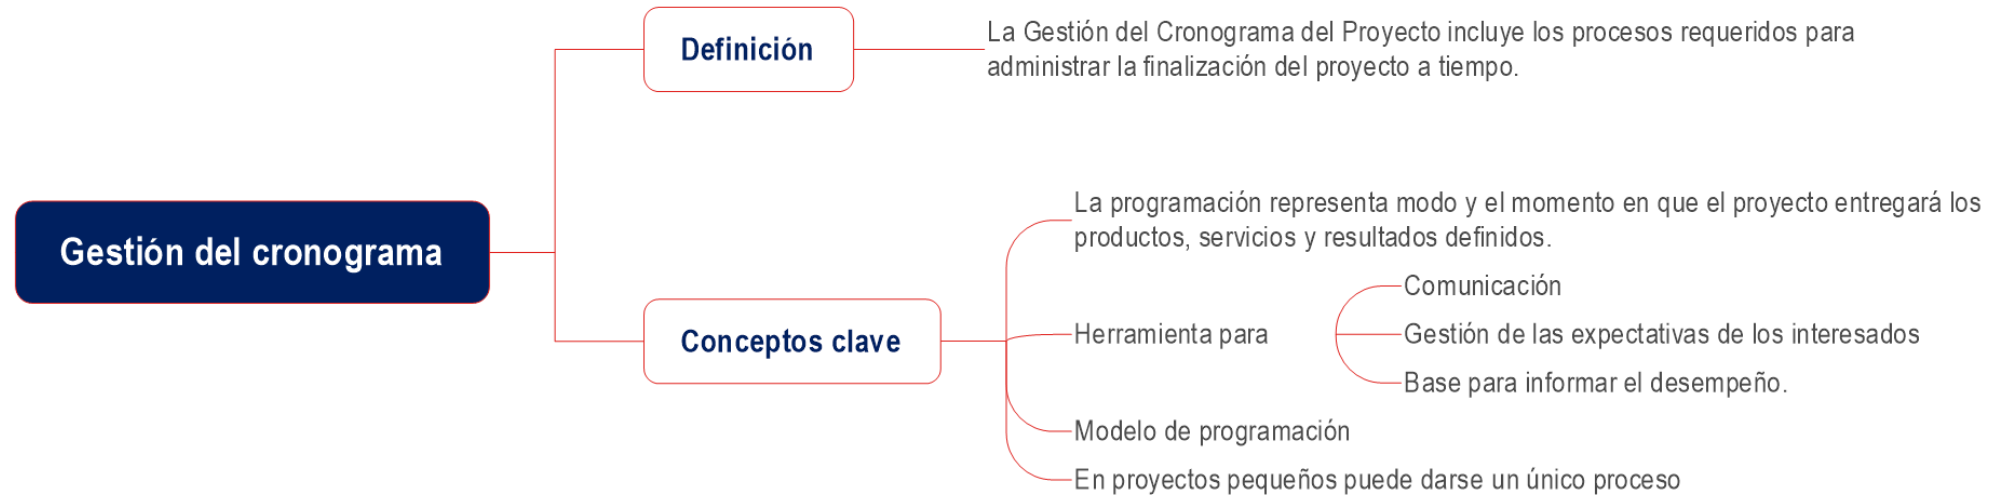 Gestión del cronograma
Definición
La Gestión del Cronograma del Proyecto incluye los procesos requeridos para
administrar la finalización del proyecto a tiempo.
Conceptos clave
La programación representa modo y el momento en que el proyecto entregará los
productos, servicios y resultados definidos.
Herramienta para
Comunicación
Gestión de las expectativas de los interesados
Base para informar el desempeño.
Modelo de programación
En proyectos pequeños puede darse un único proceso